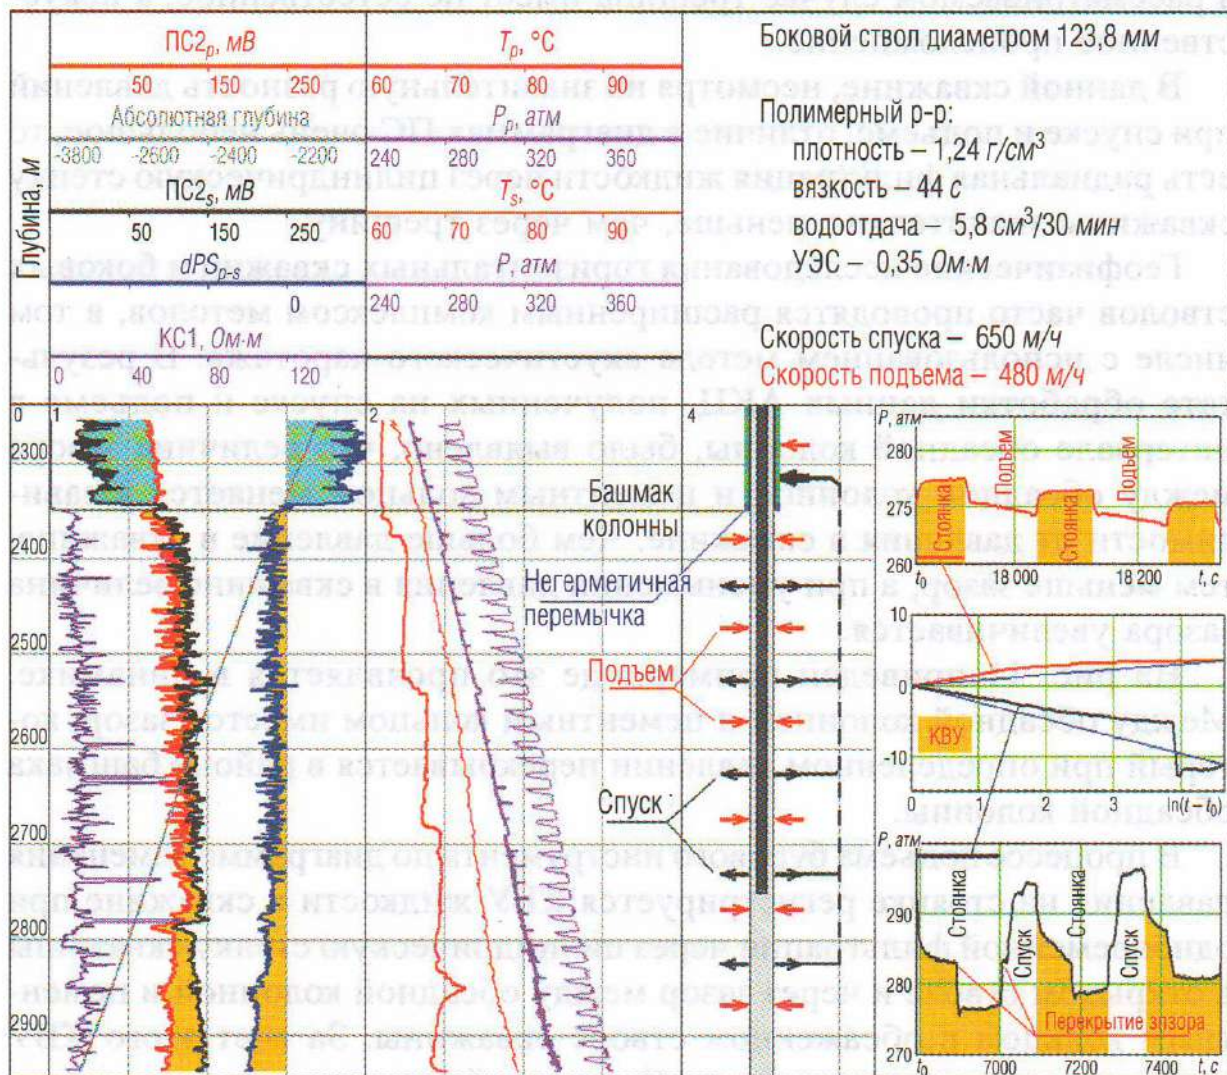 ПС2р, мВ
50 150 250
Абсолютная глубина
-3800 -2600 -2400 -2200
ПС2s, мВ
50 150 250
dPSp-s
0
КС1, Ом·м
0 40 80 120
Глубина, м
Tp, °C
60 70 80 90
Pp, атм
240 280 320 360
Ts, °C
60 70 80 90
P, атм
240 280 320 360
Боковой ствол диаметром 123,8 мм
Полимерный р-р:
плотность – 1,24 г/см³
вязкость – 44 с
водоотдача – 5,8 см³/30 мин
УЭС – 0,35 Ом·м
Скорость спуска – 650 м/ч
Скорость подъема – 480 м/ч
0 2 4
2300
2400
2500
2600
2700
2800
2900
Башмак
колонны
Негерметичная
перемычка
Подъем
Спуск
P, атм
280
275
260
Стоянка
Подъем
Стоянка
Подъем
Стоянка
t0 18 000 18 200 t, с
10
0
-10
КВУ
0 1 2 3 ln(t – t0)
P, атм
290
280
270
Стоянка
Спуск
Стоянка
Спуск
Перекрытие зазора
7000 7200 7400
t, с